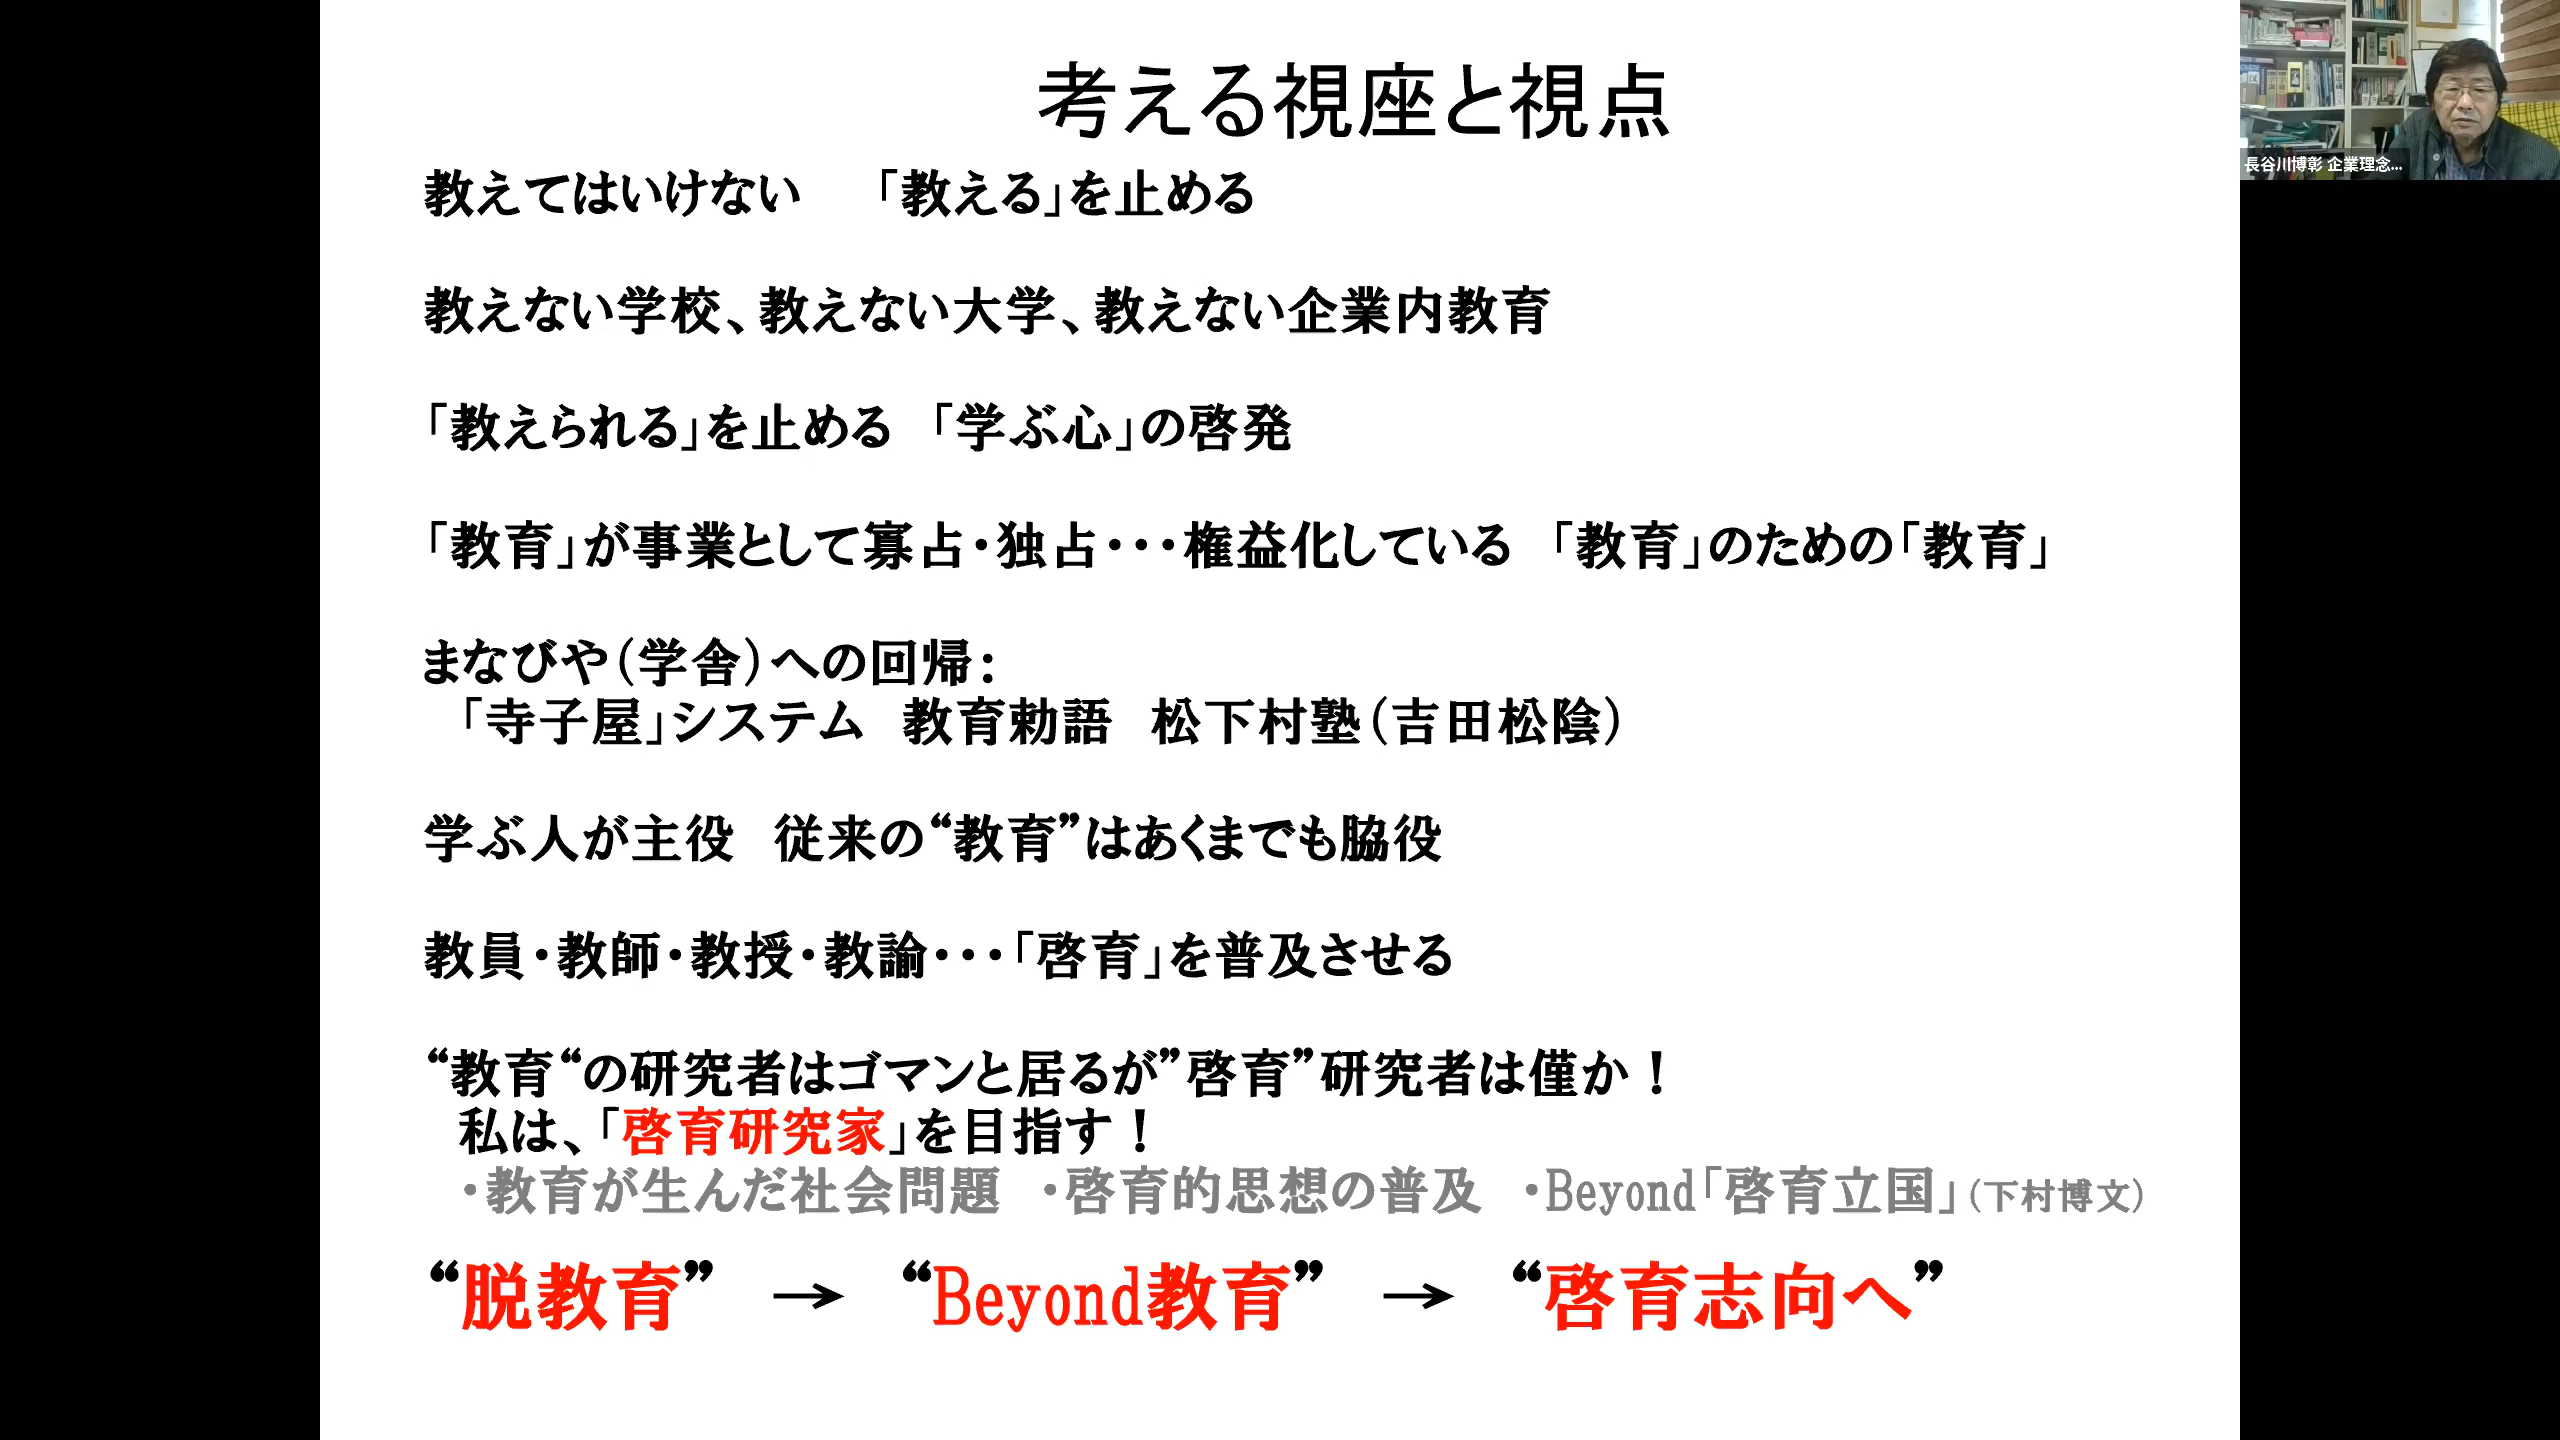 考える視座と視点
長谷川博彰 企業理念...
教えてはいけない　「教える」を止める
教えない学校、教えない大学、教えない企業内教育
「教えられる」を止める　「学ぶ心」の啓発
「教育」が事業として寡占・独占・・・権益化している　「教育」のための「教育」
まなびや（学舎）への回帰：
「寺子屋」システム　教育勅語　松下村塾（吉田松陰）
学ぶ人が主役　従来の“教育”はあくまでも脇役
教員・教師・教授・教諭・・・「啓育」を普及させる
“教育“の研究者はゴマンと居るが”啓育”研究者は僅か！
私は、「啓育研究家」を目指す！
・教育が生んだ社会問題　・啓育的思想の普及　・Beyond「啓育立国」（下村博文）
“脱教育”　→　“Beyond教育”　→　“啓育志向へ”